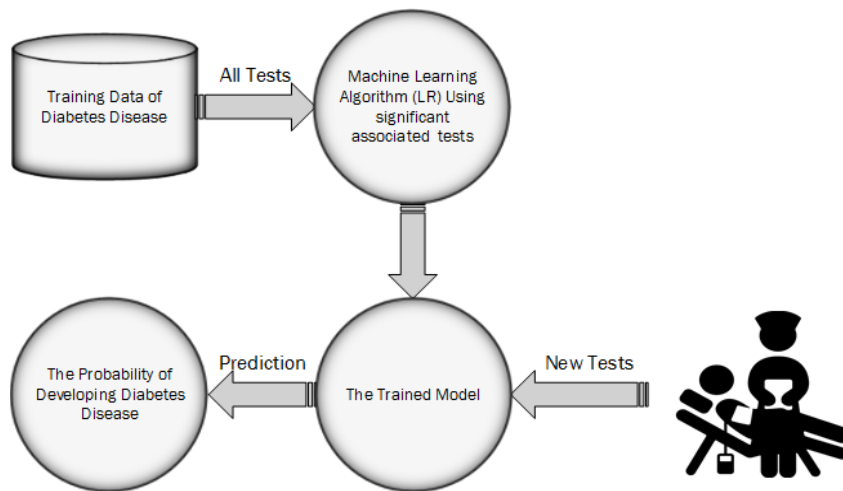 Training Data of
Diabetes Disease
All Tests
Machine Learning
Algorithm (LR) Using
significant
associated tests
The Probability of
Developing Diabetes
Disease
Prediction
The Trained Model
New Tests